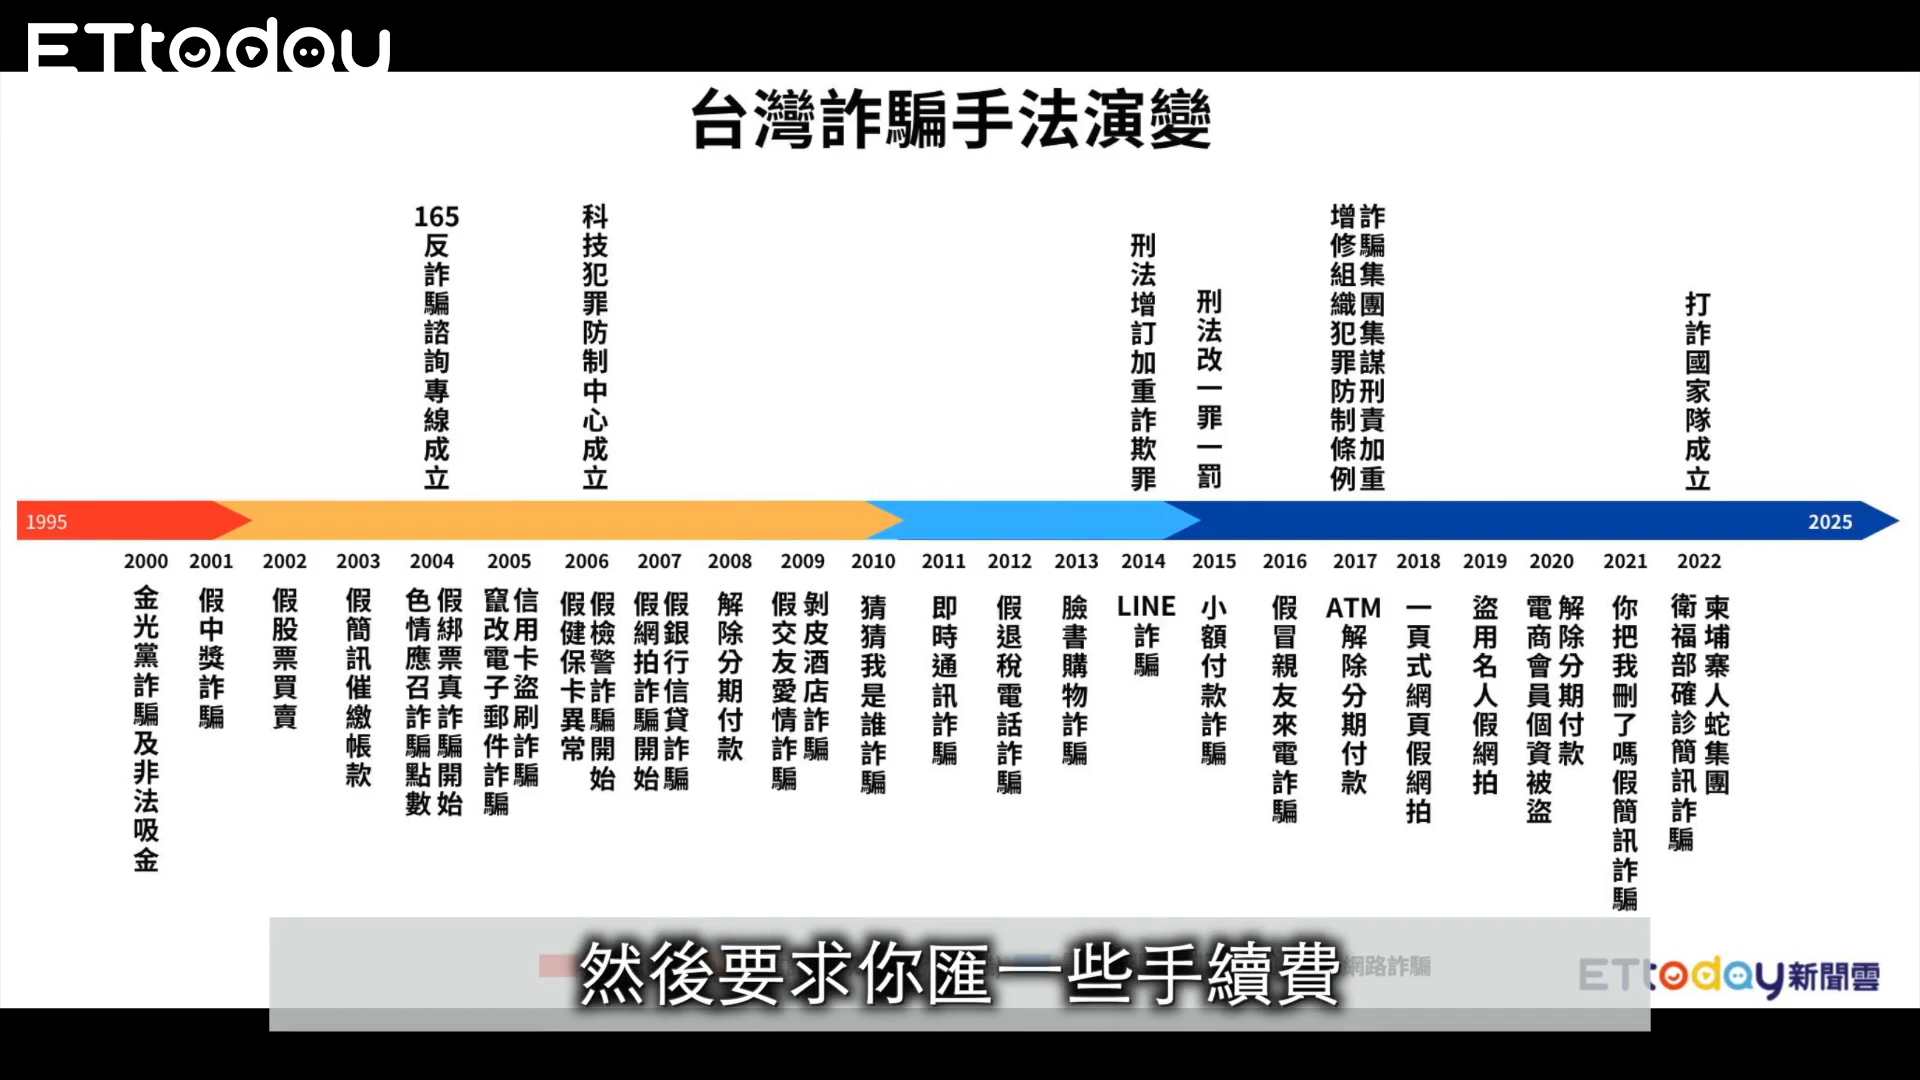 ETtoday
台灣詐騙手法演變
165反詐騙諮詢專線成立
科技犯罪防制中心成立
刑法增訂加重詐欺罪
刑法改一罪一罰
詐騙集團集謀刑責加重
增修組織犯罪防制條例
打詐國家隊成立
1995
2025
2000
金光黨詐騙及非法吸金
2001
假中獎詐騙
2002
假股票買賣
2003
假簡訊催繳帳款
2004
假綁票真詐騙開始
色情應召詐騙點數
2005
信用卡盜刷詐騙
竄改電子郵件詐騙
2006
假檢警詐騙開始
假健保卡異常
2007
假銀行信貸詐騙
假網拍詐騙開始
2008
解除分期付款
2009
剝皮酒店詐騙
假交友愛情詐騙
2010
猜猜我是誰詐騙
2011
即時通訊詐騙
2012
假退稅電話詐騙
2013
臉書購物詐騙
2014
LINE詐騙
2015
小額付款詐騙
2016
假冒親友來電詐騙
2017
ATM解除分期付款
2018
一頁式網頁假網拍
2019
盜用名人假網拍
2020
解除分期付款
電商會員個資被盜
2021
你把我刪了嗎假簡訊詐騙
2022
柬埔寨人蛇集團
衛福部確診簡訊詐騙
網路詐騙
然後要求你匯一些手續費
ETtoday新聞雲